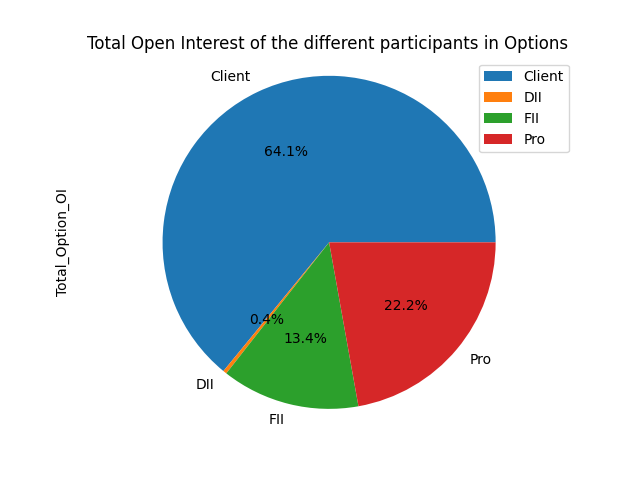 Total Open Interest of the different participants in Options
Client
Client
DII
FII
Pro
64.1%
Total_Option_OI
0.4%
22.2%
13.4%
Pro
DII
FII